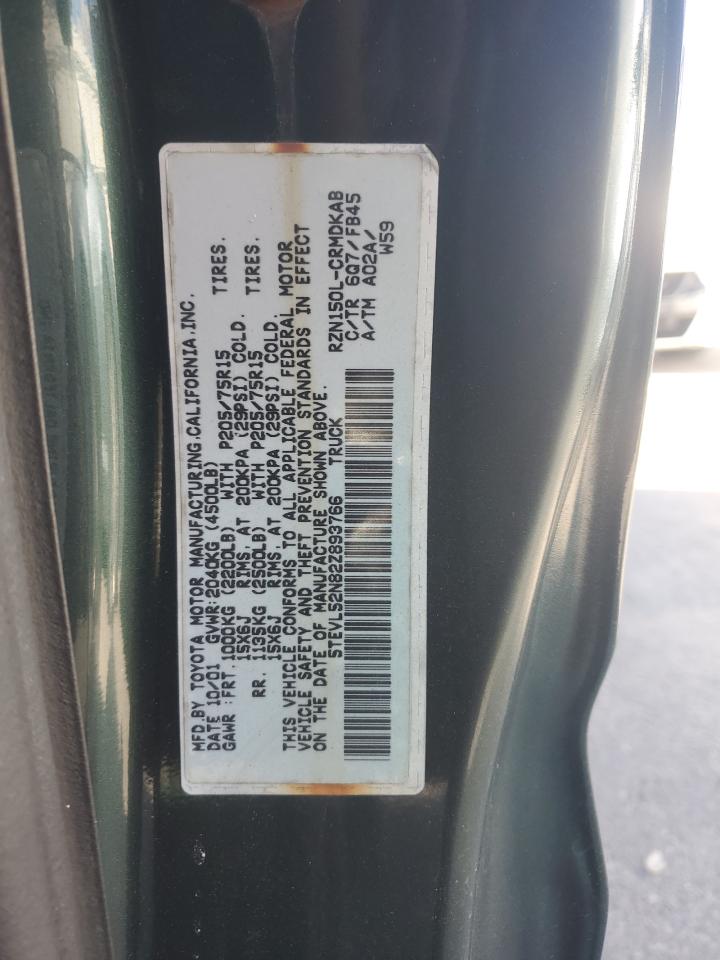 MFD.BY TOYOTA MOTOR MANUFACTURING.CALIFORNIA.INC.
DATE 10/01 GVWR:2040KG (4500LB)
GAWR :FRT.1000KG (2200LB) WITH P205/75R15 TIRES.
15X6J RIMS, AT 200KPA (29PSI) COLD.
RR. 1135KG (2500LB) WITH P205/75R15 TIRES.
15X6J RIMS, AT 200KPA (29PSI) COLD.
THIS VEHICLE CONFORMS TO ALL APPLICABLE FEDERAL MOTOR
VEHICLE SAFETY AND THEFT PREVENTION STANDARDS IN EFFECT
ON THE DATE OF MANUFACTURE SHOWN ABOVE.
5TEVL52N82Z893766 TRUCK
RZN150L-CRMDKAB
C/TR 6Q7/FB45
A/TM A02A/
W59